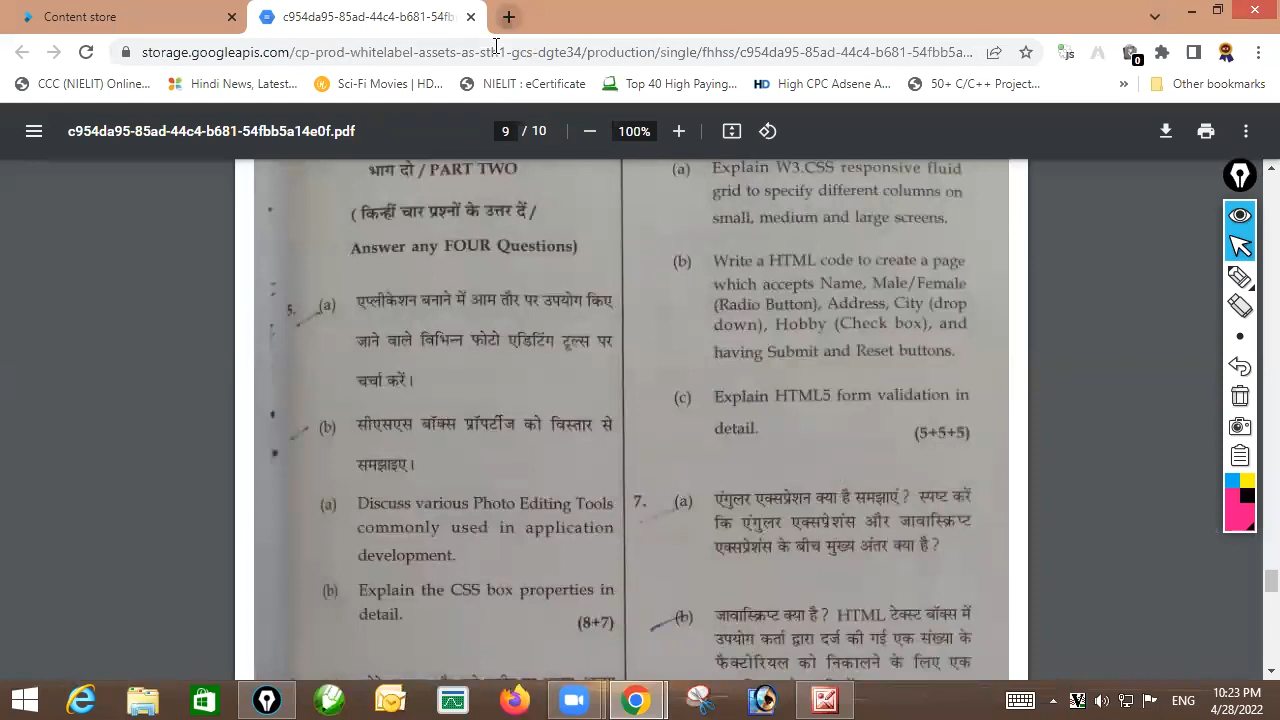 Content store
c954da95-85ad-44c4-b681-54fb
storage.googleapis.com/cp-prod-whitelabel-assets-as-stb1-gcs-dgte34/production/single/fhhss/c954da95-85ad-44c4-b681-54fbb5a...
JS
0
CCC (NIELIT) Onlin...
Hindi News, Latest...
Sci-Fi Movies | HD...
NIELIT : eCertificate
Top 40 High Paying...
HD High CPC Adsene A...
50+ C/C++ Project...
»
Other bookmarks
c954da95-85ad-44c4-b681-54fbb5a14e0f.pdf
9 / 10
100%
भाग दो / PART TWO
( किन्हीं चार प्रश्नों के उत्तर दें /
Answer any FOUR Questions)
5. (a) एप्लीकेशन बनाने में आम तौर पर उपयोग किए
जाने वाले विभिन्न फोटो एडिटिंग टूल्स पर
चर्चा करें।
(b) सीएसएस बॉक्स प्रॉपर्टीज को विस्तार से
समझाइए।
(a) Discuss various Photo Editing Tools
commonly used in application
development.
(b) Explain the CSS box properties in
detail. (8+7)
(a) Explain W3.CSS responsive fluid
grid to specify different columns on
small, medium and large screens.
(b) Write a HTML code to create a page
which accepts Name, Male/Female
(Radio Button), Address, City (drop
down), Hobby (Check box), and
having Submit and Reset buttons.
(c) Explain HTML5 form validation in
detail. (5+5+5)
7. (a) एंगुलर एक्सप्रेशन क्या है समझाएं ? स्पष्ट करें
कि एंगुलर एक्सप्रेशंस और जावास्क्रिप्ट
एक्सप्रेशंस के बीच मुख्य अंतर क्या है ?
(b) जावास्क्रिप्ट क्या है ? HTML टेक्स्ट बॉक्स में
उपयोग कर्ता द्वारा दर्ज की गई एक संख्या के
फैक्टोरियल को निकालने के लिए एक
ENG
10:23 PM
4/28/2022